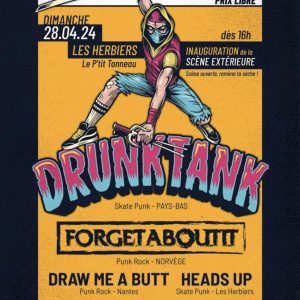 PRIX LIBRE
DIMANCHE
28.04.24
LES HERBIERS
Le P'tit Tonneau
dès 16h
INAUGURATION de la
SCÈNE EXTÉRIEURE
Scène ouverte, ramène ta sèche !
DRUNKTANK
Skate Punk - PAYS-BAS
FORGETABOUTIT
Punk Rock - NORVÈGE
DRAW ME A BUTT
Punk Rock - Nantes
HEADS UP
Skate Punk - Les Herbiers